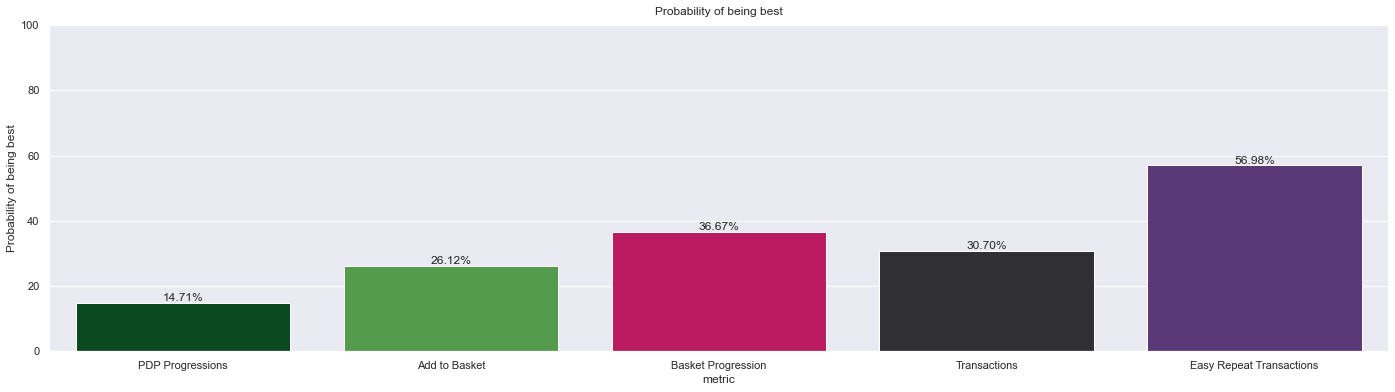 Probability of being best
Probability of being best
100
80
60
40
20
0
14.71%
26.12%
36.67%
30.70%
56.98%
PDP Progressions
Add to Basket
Basket Progression
Transactions
Easy Repeat Transactions
metric